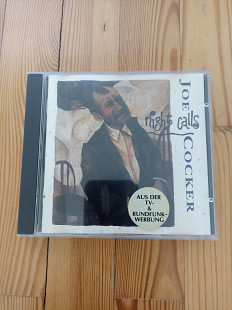 JOE
COCKER
night calls
AUS DER
TV-
&
RUNDFUNK-
WERBUNG